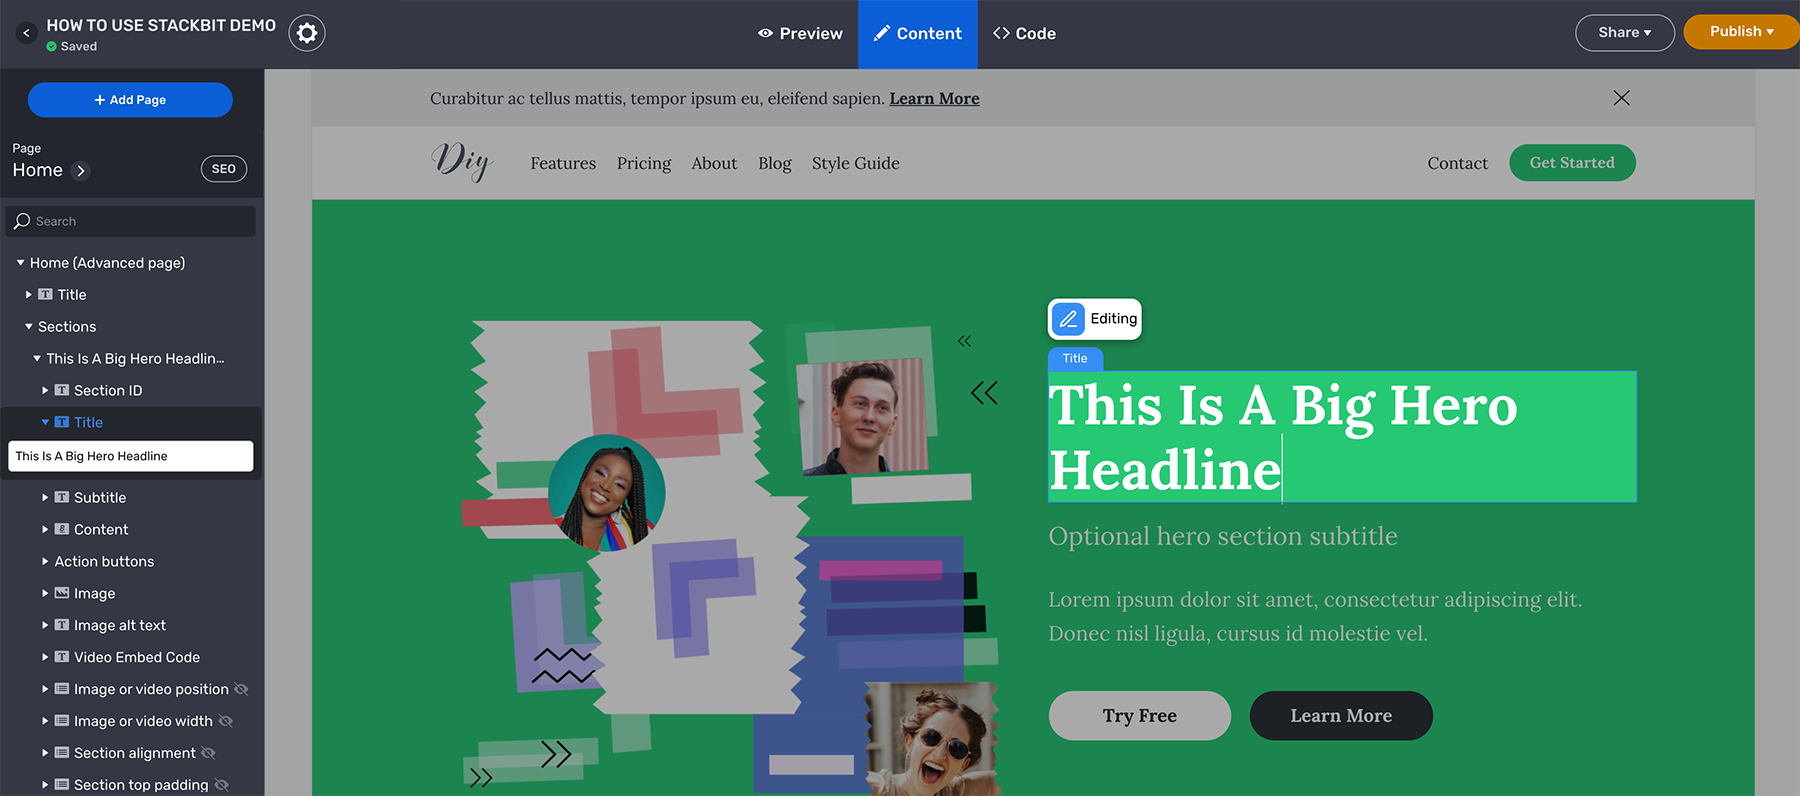 HOW TO USE STACKBIT DEMO
Saved
Preview
Content
Code
Share
Publish
Add Page
Page
Home
SEO
Search
Home (Advanced page)
Title
Sections
This Is A Big Hero Headlin...
Section ID
Title
This Is A Big Hero Headline
Subtitle
Content
Action buttons
Image
Image alt text
Video Embed Code
Image or video position
Image or video width
Section alignment
Section top padding
Curabitur ac tellus mattis, tempor ipsum eu, eleifend sapien. Learn More
Diy
Features Pricing About Blog Style Guide
Contact
Get Started
Editing
Title
This Is A Big Hero
Headline
Optional hero section subtitle
Lorem ipsum dolor sit amet, consectetur adipiscing elit.
Donec nisl ligula, cursus id molestie vel.
Try Free
Learn More